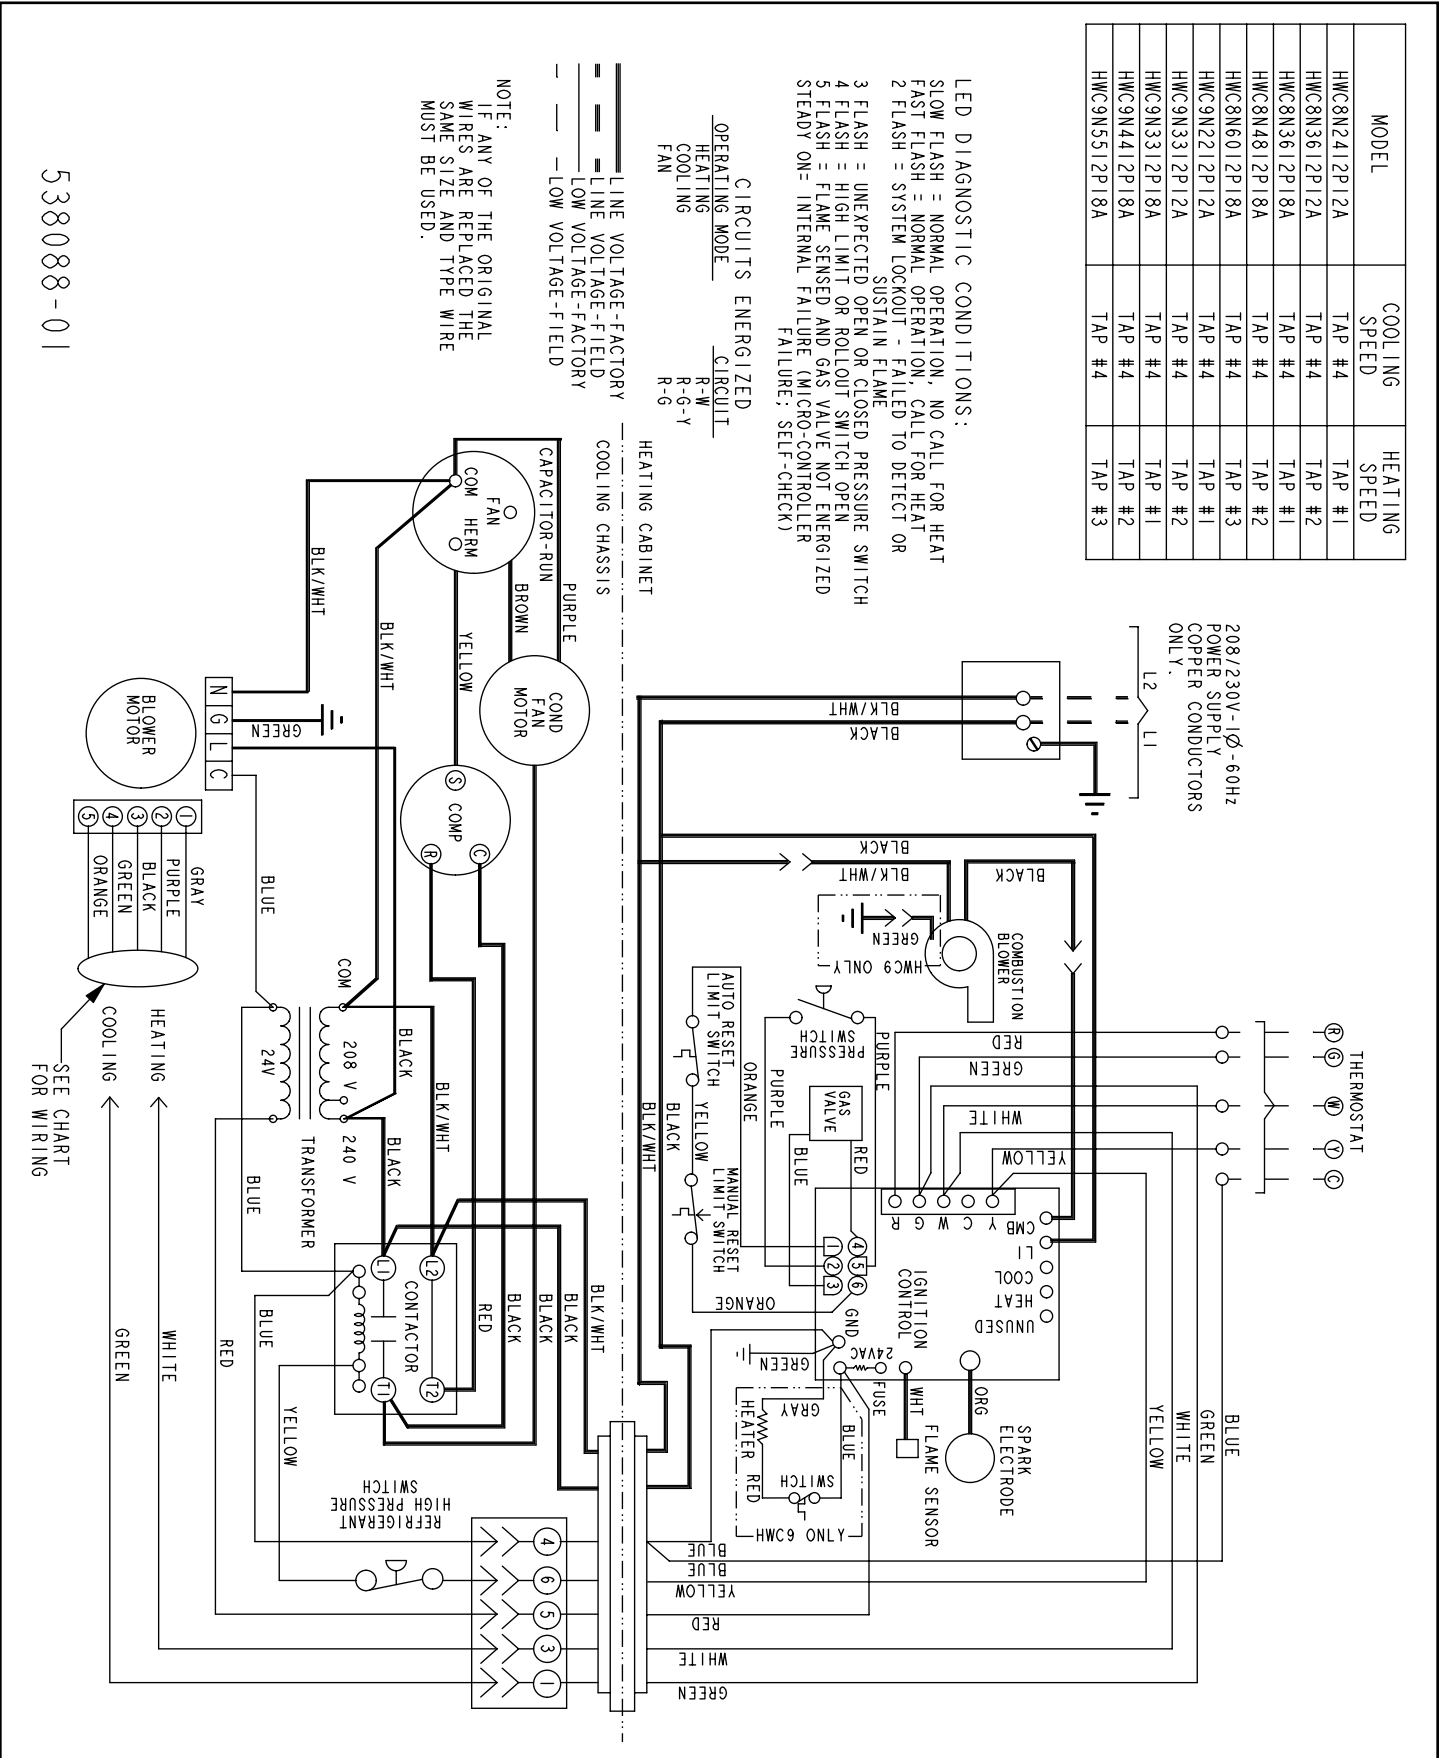 MODEL COOLING SPEED HEATING SPEED
HWC8N2412P12A TAP #4 TAP #1
HWC8N3612P12A TAP #4 TAP #2
HWC8N3612P18A TAP #4 TAP #1
HWC8N4812P18A TAP #4 TAP #2
HWC8N6012P18A TAP #4 TAP #3
HWC9N2212P12A TAP #4 TAP #1
HWC9N3312P12A TAP #4 TAP #2
HWC9N3312P18A TAP #4 TAP #1
HWC9N4412P18A TAP #4 TAP #2
HWC9N5512P18A TAP #4 TAP #3
LED DIAGNOSTIC CONDITIONS:
SLOW FLASH = NORMAL OPERATION, NO CALL FOR HEAT
FAST FLASH = NORMAL OPERATION, CALL FOR HEAT
2 FLASH = SYSTEM LOCKOUT - FAILED TO DETECT OR
SUSTAIN FLAME
3 FLASH = UNEXPECTED OPEN OR CLOSED PRESSURE SWITCH
4 FLASH = HIGH LIMIT OR ROLLOUT SWITCH OPEN
5 FLASH = FLAME SENSED AND GAS VALVE NOT ENERGIZED
STEADY ON= INTERNAL FAILURE (MICRO-CONTROLLER
FAILURE; SELF-CHECK)
CIRCUITS ENERGIZED
OPERATING MODE CIRCUIT
HEATING R-W
COOLING R-G-Y
FAN R-G
LINE VOLTAGE-FACTORY
LINE VOLTAGE-FIELD
LOW VOLTAGE-FACTORY
LOW VOLTAGE-FIELD
NOTE:
IF ANY OF THE ORIGINAL
WIRES ARE REPLACED THE
SAME SIZE AND TYPE WIRE
MUST BE USED.
538088-01
208/230V-1Ø-60Hz
POWER SUPPLY
COPPER CONDUCTORS
ONLY.
L2 L1
BLK/WHT
BLACK
HEATING CABINET
COOLING CHASSIS
THERMOSTAT
R G W Y C
RED
GREEN
WHITE
YELLOW
BLACK
BLK/WHT
BLACK
COMBUSTION
BLOWER
GREEN
HWC9 ONLY
PRESSURE
SWITCH
PURPLE
PURPLE
ORANGE
AUTO RESET
LIMIT SWITCH
YELLOW
MANUAL RESET
LIMIT SWITCH
ORANGE
BLACK
BLK/WHT
GAS
VALVE
RED
BLUE
R G W C Y
CMB
L1
COOL
HEAT
UNUSED
1 2 3
4 5 6
IGNITION
CONTROL
GND
24VAC
FUSE
GREEN
WHT
FLAME SENSOR
ORG
SPARK
ELECTRODE
BLUE
GREEN
WHITE
YELLOW
GRAY
HEATER
RED
BLUE
SWITCH
HWC9 ONLY
BLUE
BLUE
YELLOW
RED
WHITE
GREEN
4 6 5 3 1
CAPACITOR-RUN
COM
FAN
HERM
PURPLE
BROWN
YELLOW
BLK/WHT
BLK/WHT
COND
FAN
MOTOR
COMP
S R C
N G L C
GREEN
BLOWER
MOTOR
BLUE
1 2 3 4 5
GRAY
PURPLE
BLACK
GREEN
ORANGE
HEATING
COOLING
SEE CHART
FOR WIRING
COM
208 V
240 V
24V
TRANSFORMER
BLACK
BLK/WHT
BLACK
BLUE
CONTACTOR
L1 L2
T1 T2
RED
BLACK
BLACK
BLACK
BLK/WHT
BLUE
RED
YELLOW
WHITE
GREEN
REFRIGERANT
HIGH PRESSURE
SWITCH